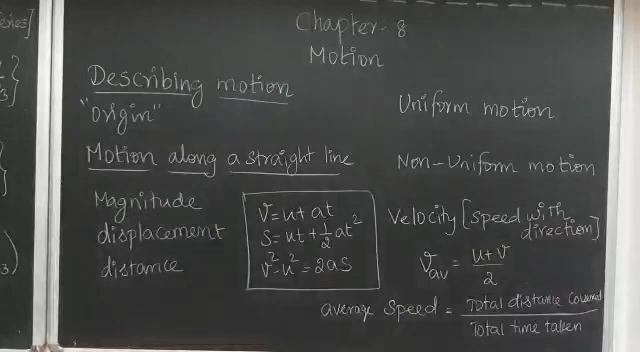 Chapter-8
Motion
Describing motion
"origin"
Motion along a straight line
Magnitude
displacement
distance
V=u+at
S=ut+½at²
v²-u²=2as
Uniform motion
Non-Uniform motion
Velocity [speed with direction]
Vav = u+v
2
average speed = Total distance covered
Total time taken